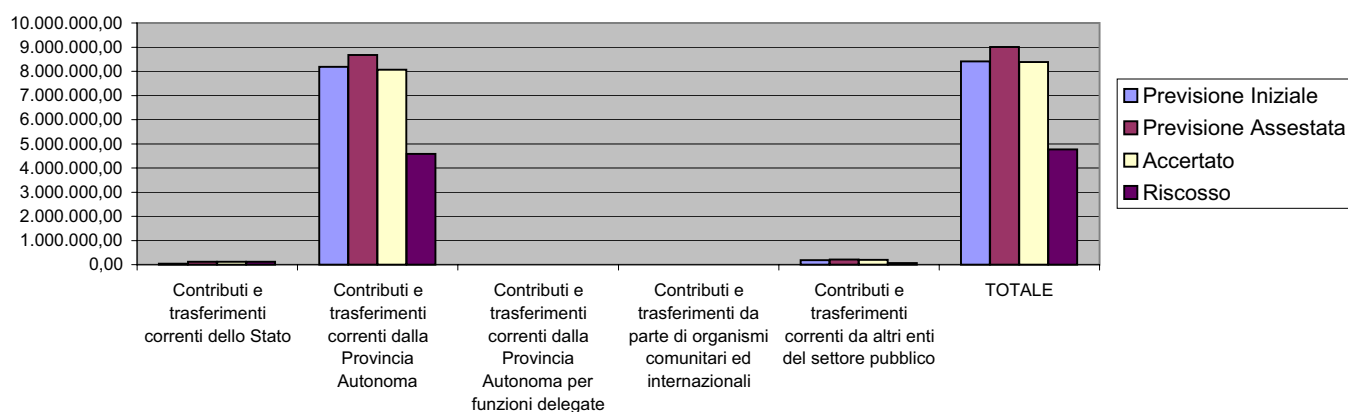 10.000.000,00
9.000.000,00
8.000.000,00
7.000.000,00
6.000.000,00
5.000.000,00
4.000.000,00
3.000.000,00
2.000.000,00
1.000.000,00
0,00
Contributi e
trasferimenti
correnti dello Stato
Contributi e
trasferimenti
correnti dalla
Provincia
Autonoma
Contributi e
trasferimenti
correnti dalla
Provincia
Autonoma per
funzioni delegate
Contributi e
trasferimenti da
parte di organismi
comunitari ed
internazionali
Contributi e
trasferimenti
correnti da altri enti
del settore pubblico
TOTALE
Previsione Iniziale
Previsione Assestata
Accertato
Riscosso